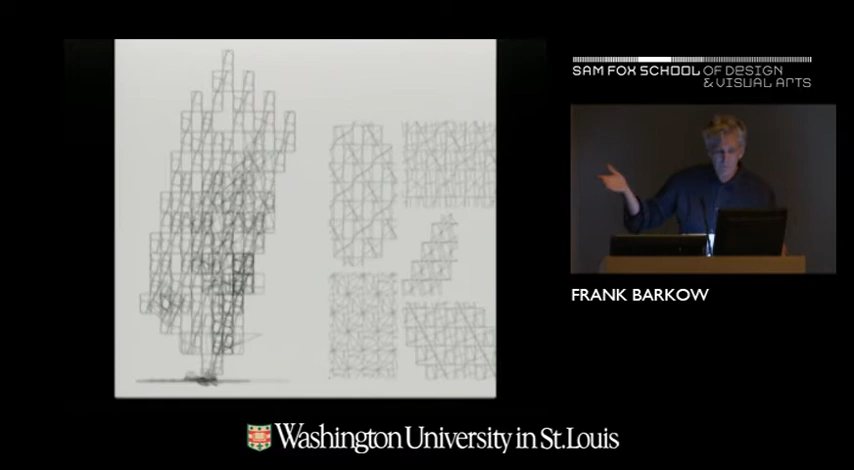 SAM FOX SCHOOL OF DESIGN
& VISUAL ARTS
FRANK BARKOW
Washington University in St. Louis